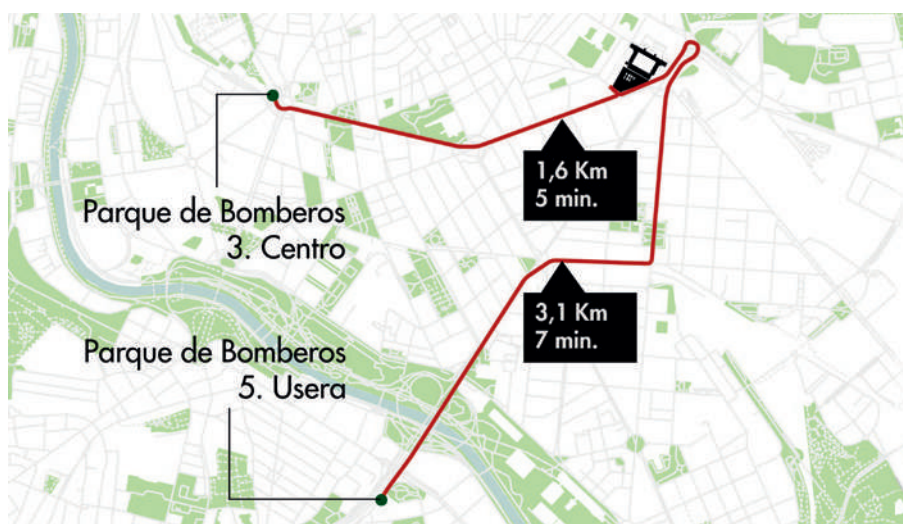 Parque de Bomberos
3. Centro
1,6 Km
5 min.
3,1 Km
7 min.
Parque de Bomberos
5. Usera